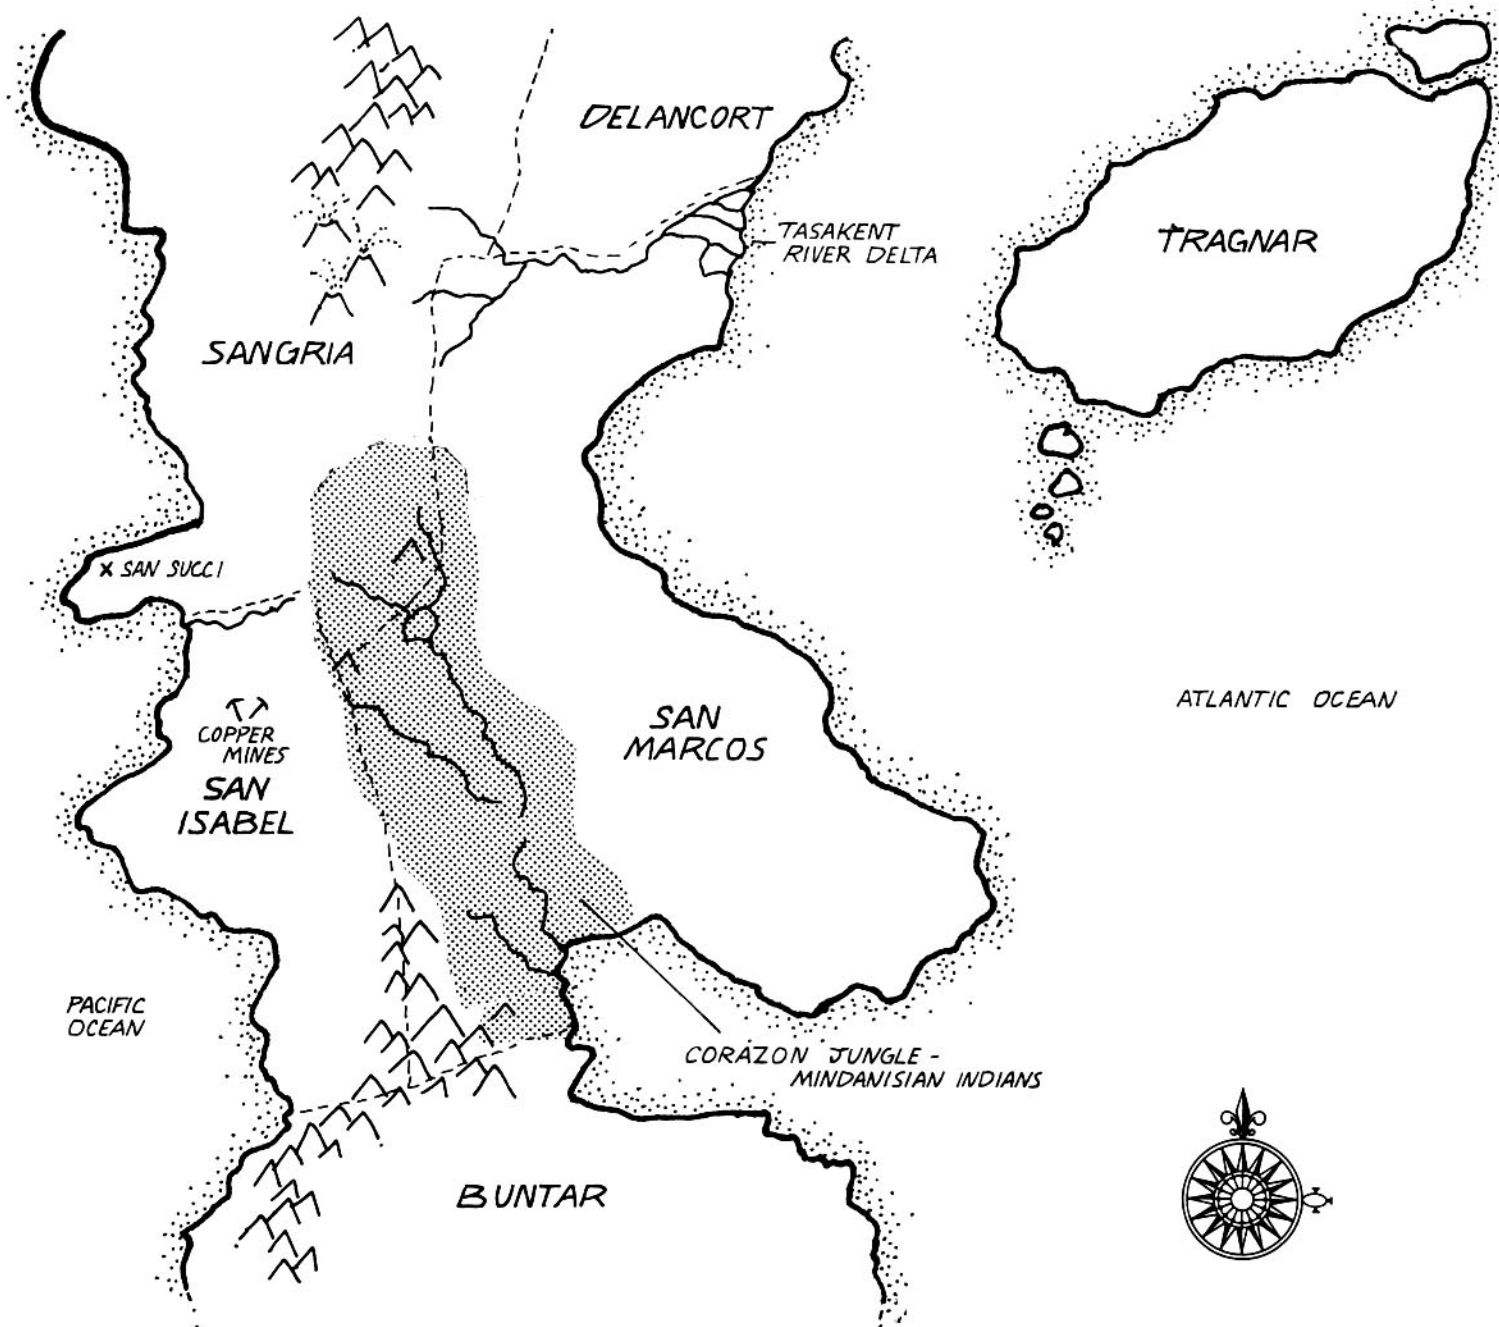 DELANCORT
TASAKENT
RIVER DELTA
TRAGNAR
SANGRIA
x SAN SUCCI
COPPER
MINES
SAN
ISABEL
SAN
MARCOS
ATLANTIC OCEAN
PACIFIC
OCEAN
CORAZON JUNGLE -
MINDANISIAN INDIANS
BUNTAR